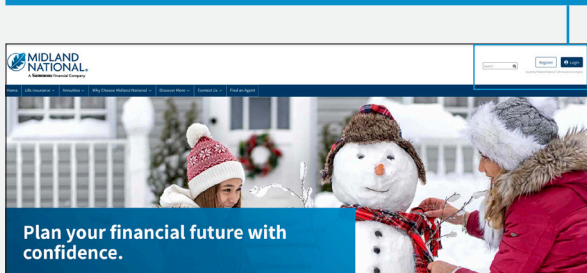 MIDLAND
NATIONAL®
A Sammons Financial Company
Search
Register
Login
Home
Life Insurance
Annuities
Why Choose Midland National
Discover More
Contact Us
Find an Agent
Plan your financial future with
confidence.